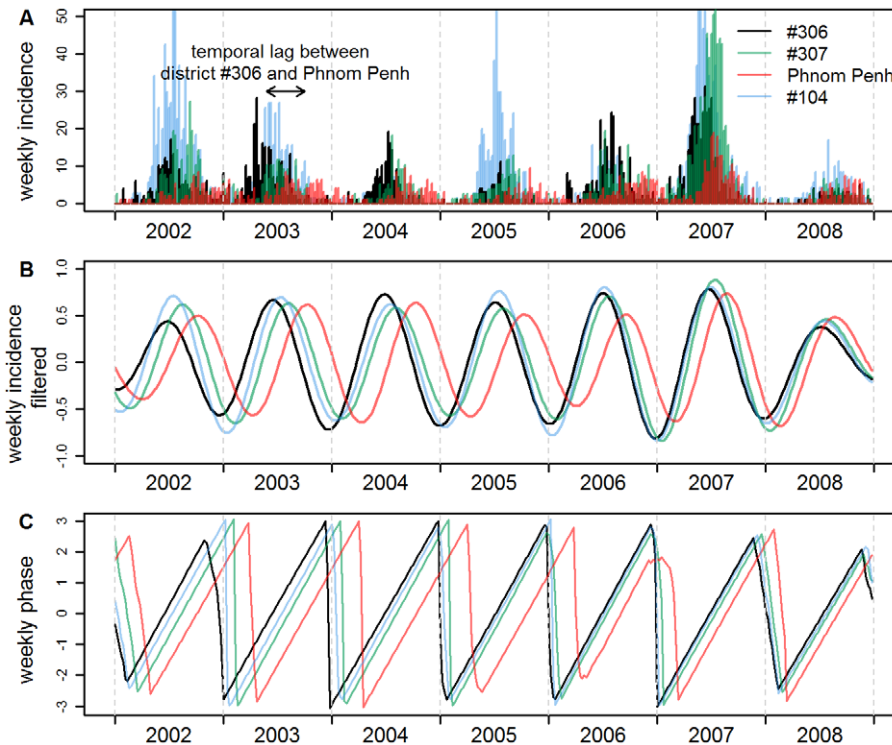 A
weekly incidence
50
40
30
20
10
0
temporal lag between
district #306 and Phnom Penh
#306
#307
Phnom Penh
#104
2002 2003 2004 2005 2006 2007 2008
B
weekly incidence
filtered
1.0
0.5
0.0
-0.5
-1.0
2002 2003 2004 2005 2006 2007 2008
C
weekly phase
3
2
1
0
-1
-2
-3
2002 2003 2004 2005 2006 2007 2008